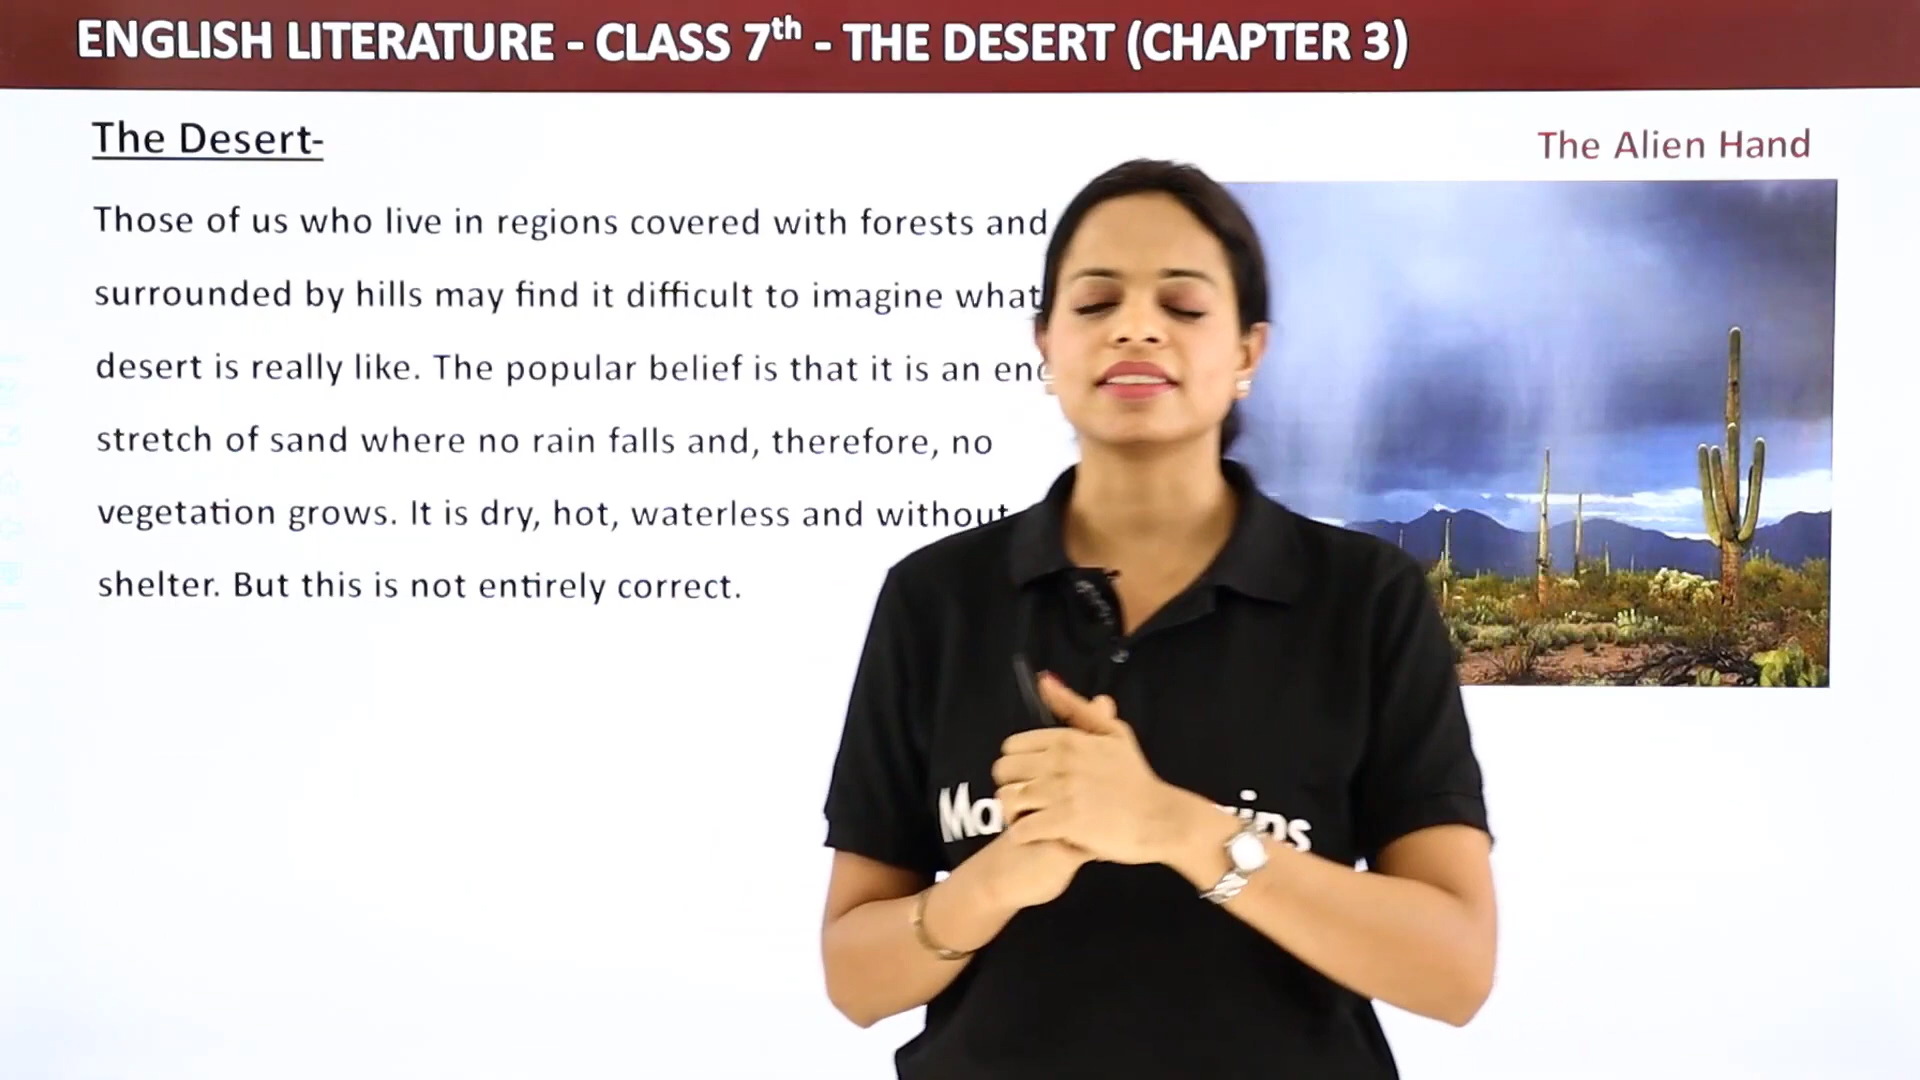 ENGLISH LITERATURE - CLASS 7th - THE DESERT (CHAPTER 3)
The Desert-
The Alien Hand
Those of us who live in regions covered with forests and
surrounded by hills may find it difficult to imagine what
desert is really like. The popular belief is that it is an
stretch of sand where no rain falls and, therefore, no
vegetation grows. It is dry, hot, waterless and without
shelter. But this is not entirely correct.